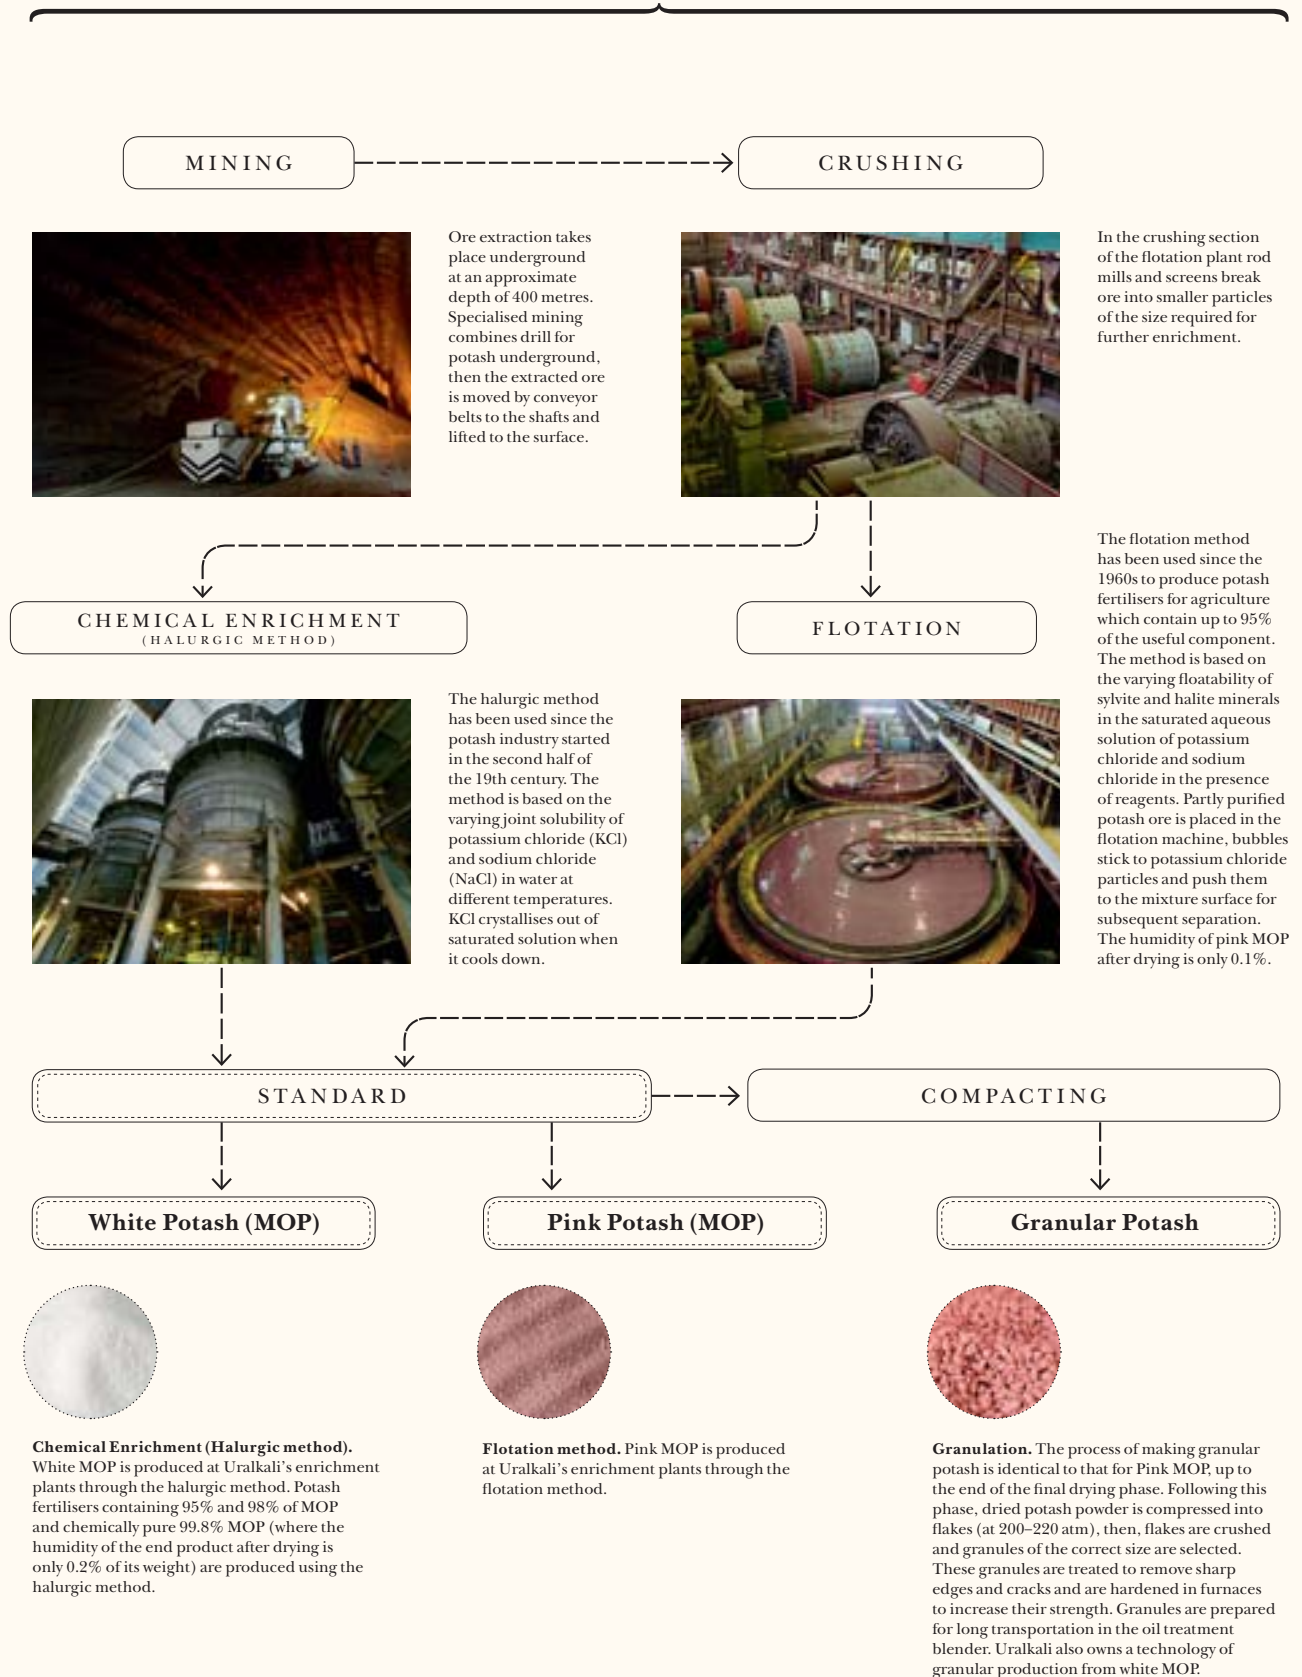 MINING
CRUSHING
Ore extraction takes
place underground
at an approximate
depth of 400 metres.
Specialised mining
combines drill for
potash underground,
then the extracted ore
is moved by conveyor
belts to the shafts and
lifted to the surface.
In the crushing section
of the flotation plant rod
mills and screens break
ore into smaller particles
of the size required for
further enrichment.
CHEMICAL ENRICHMENT
(HALURGIC METHOD)
FLOTATION
The halurgic method
has been used since the
potash industry started
in the second half of
the 19th century. The
method is based on the
varying joint solubility of
potassium chloride (KCl)
and sodium chloride
(NaCl) in water at
different temperatures.
KCl crystallises out of
saturated solution when
it cools down.
The flotation method
has been used since the
1960s to produce potash
fertilisers for agriculture
which contain up to 95%
of the useful component.
The method is based on
the varying floatability of
sylvite and halite minerals
in the saturated aqueous
solution of potassium
chloride and sodium
chloride in the presence
of reagents. Partly purified
potash ore is placed in the
flotation machine, bubbles
stick to potassium chloride
particles and push them
to the mixture surface for
subsequent separation.
The humidity of pink MOP
after drying is only 0.1%.
STANDARD
COMPACTING
White Potash (MOP)
Pink Potash (MOP)
Granular Potash
Chemical Enrichment (Halurgic method).
White MOP is produced at Uralkali's enrichment
plants through the halurgic method. Potash
fertilisers containing 95% and 98% of MOP
and chemically pure 99.8% MOP (where the
humidity of the end product after drying is
only 0.2% of its weight) are produced using the
halurgic method.
Flotation method. Pink MOP is produced
at Uralkali's enrichment plants through the
flotation method.
Granulation. The process of making granular
potash is identical to that for Pink MOP, up to
the end of the final drying phase. Following this
phase, dried potash powder is compressed into
flakes (at 200–220 atm), then, flakes are crushed
and granules of the correct size are selected.
These granules are treated to remove sharp
edges and cracks and are hardened in furnaces
to increase their strength. Granules are prepared
for long transportation in the oil treatment
blender. Uralkali also owns a technology of
granular production from white MOP.